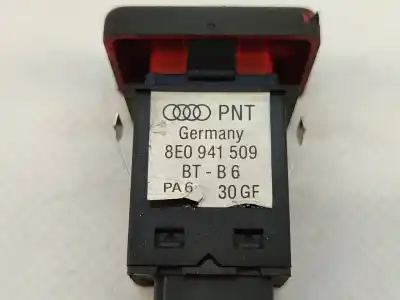 PNT
Germany
8E0 941 509
BT - B 6
PA 6 30 GF